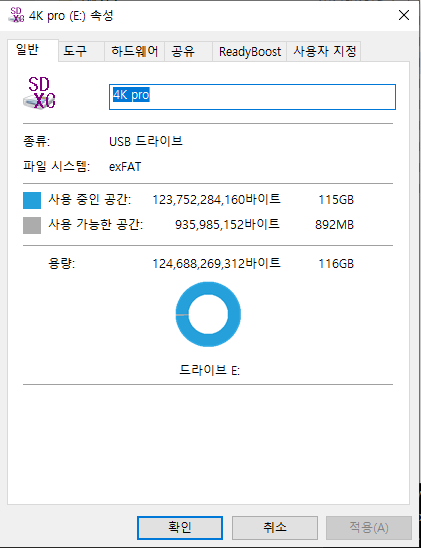 4K pro (E:) 속성
일반 도구 하드웨어 공유 ReadyBoost 사용자 지정
SD
XC
4K pro
종류: USB 드라이브
파일 시스템: exFAT
사용 중인 공간: 123,752,284,160바이트 115GB
사용 가능한 공간: 935,985,152바이트 892MB
용량: 124,688,269,312바이트 116GB
드라이브 E:
확인 취소 적용(A)